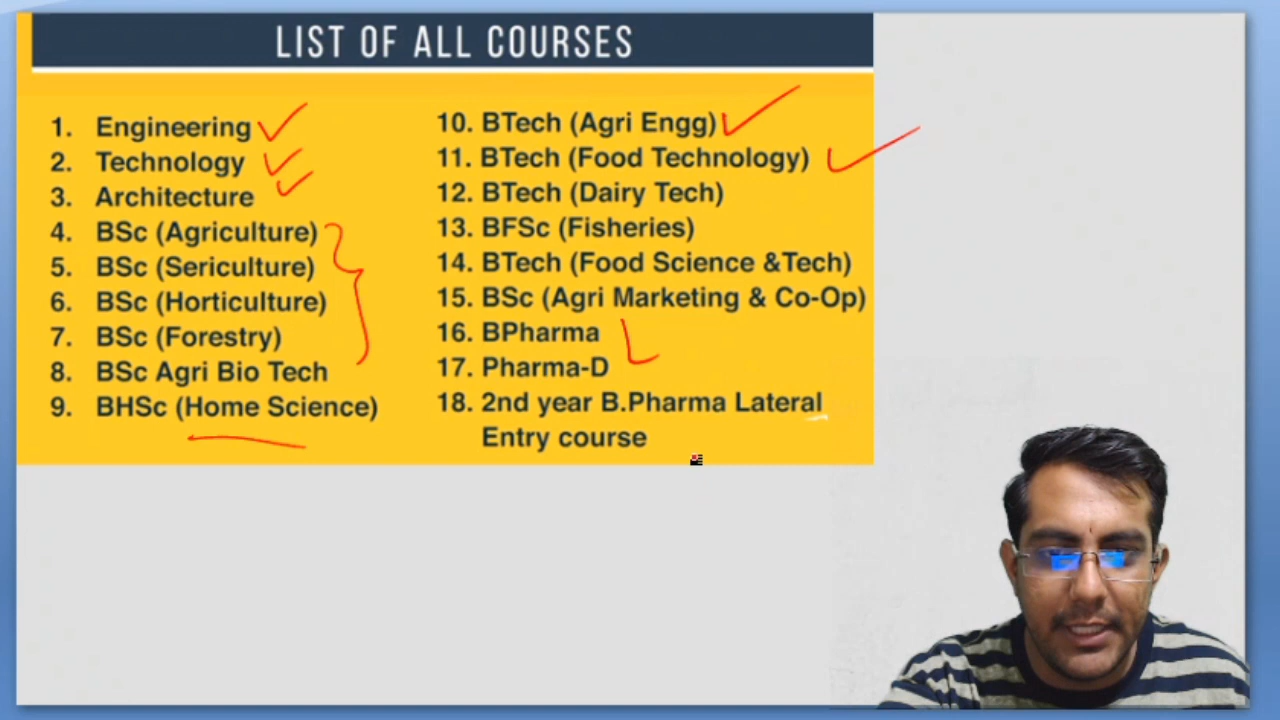 LIST OF ALL COURSES
1. Engineering
2. Technology
3. Architecture
4. BSc (Agriculture)
5. BSc (Sericulture)
6. BSc (Horticulture)
7. BSc (Forestry)
8. BSc Agri Bio Tech
9. BHSc (Home Science)
10. BTech (Agri Engg)
11. BTech (Food Technology)
12. BTech (Dairy Tech)
13. BFSc (Fisheries)
14. BTech (Food Science &Tech)
15. BSc (Agri Marketing & Co-Op)
16. BPharma
17. Pharma-D
18. 2nd year B.Pharma Lateral
Entry course